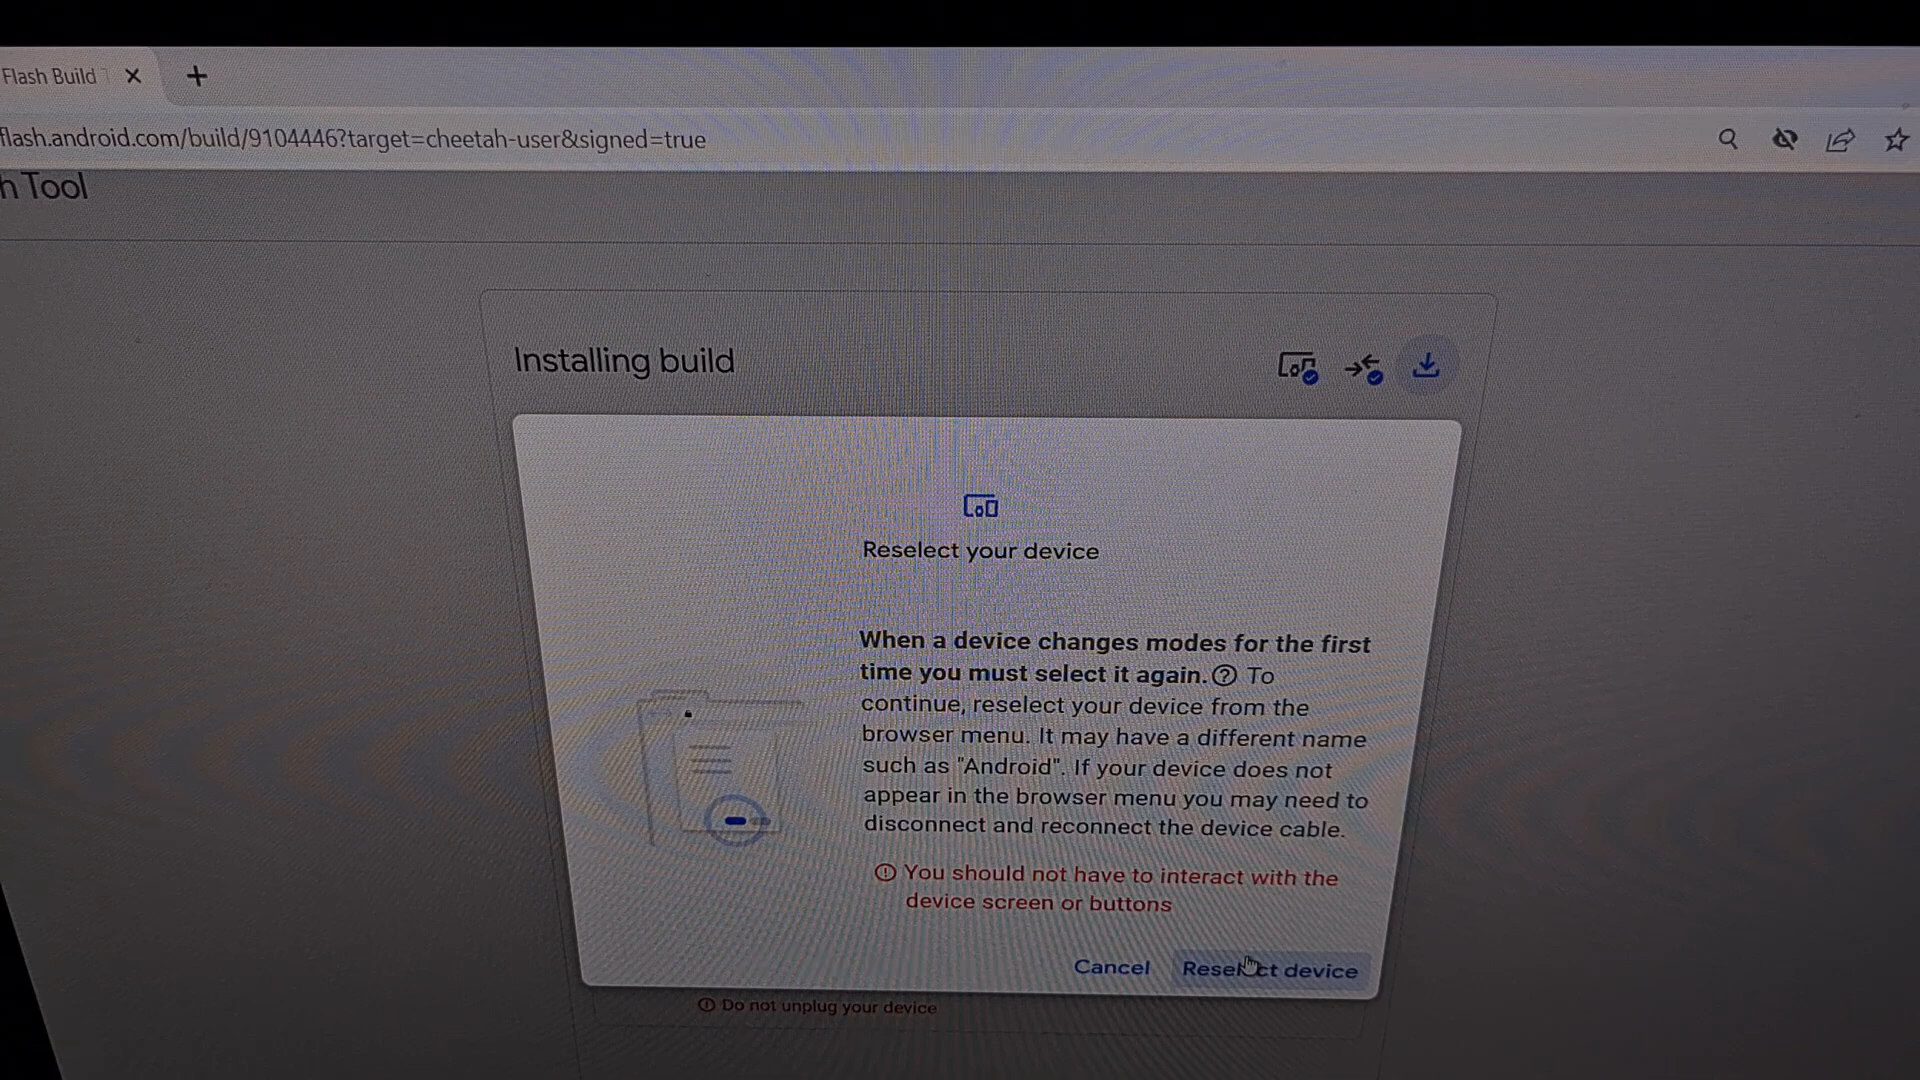 Flash Build
flash.android.com/build/9104446?target=cheetah-user&signed=true
h Tool
Installing build
Reselect your device
When a device changes modes for the first
time you must select it again. To
continue, reselect your device from the
browser menu. It may have a different name
such as "Android". If your device does not
appear in the browser menu you may need to
disconnect and reconnect the device cable.
You should not have to interact with the
device screen or buttons
Cancel Reselect device
Do not unplug your device